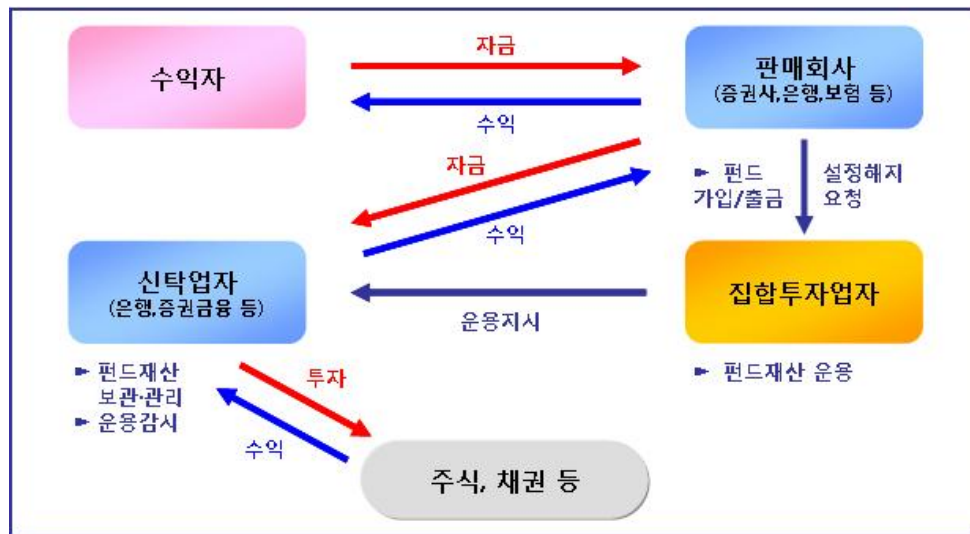 자금
수익자
판매회사
(증권사,은행,보험 등)
수익
자금
► 펀드
가입/출금
설정해지
요청
수익
신탁업자
(은행,증권금융 등)
집합투자업자
운용지시
► 펀드재산
보관·관리
► 운용감시
투자
► 펀드재산 운용
수익
주식, 채권 등